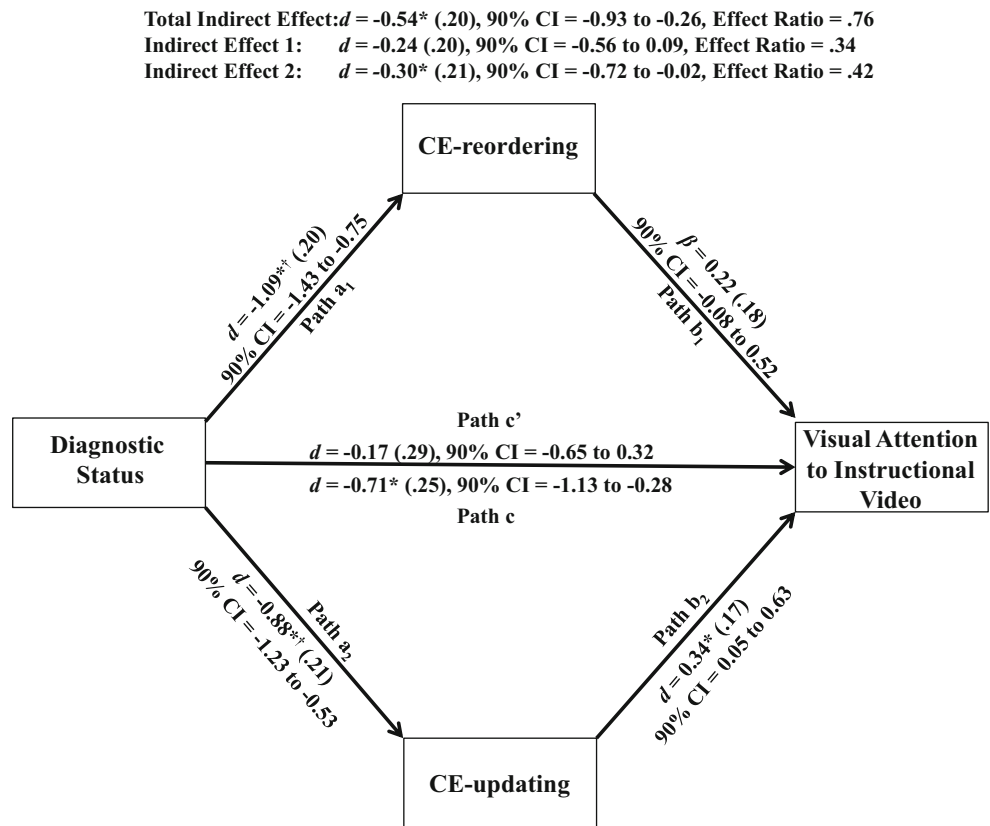 Total Indirect Effect:d = -0.54* (.20), 90% CI = -0.93 to -0.26, Effect Ratio = .76
Indirect Effect 1: d = -0.24 (.20), 90% CI = -0.56 to 0.09, Effect Ratio = .34
Indirect Effect 2: d = -0.30* (.21), 90% CI = -0.72 to -0.02, Effect Ratio = .42
CE-reordering
d = -1.09*† (.20)
90% CI = -1.43 to -0.75
Path a₁
β = 0.22 (.18)
90% CI = -0.08 to 0.52
Path b₁
Diagnostic
Status
Path c’
d = -0.17 (.29), 90% CI = -0.65 to 0.32
d = -0.71* (.25), 90% CI = -1.13 to -0.28
Path c
Visual Attention
to Instructional
Video
Path a₂
d = -0.88*† (.21)
90% CI = -1.23 to -0.53
Path b₂
d = 0.34* (.17)
90% CI = 0.05 to 0.63
CE-updating